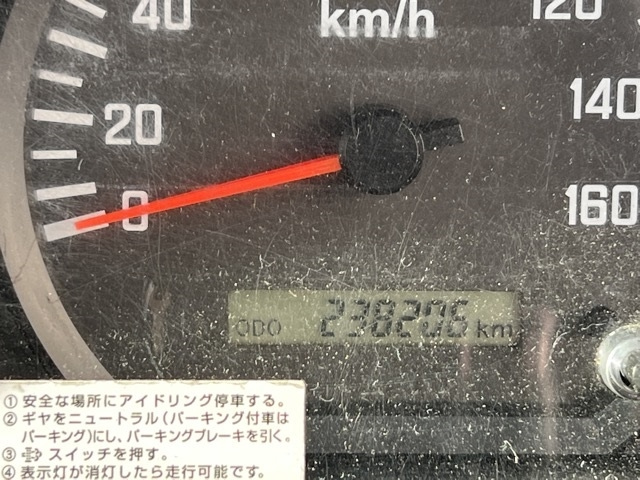 40
km/h
120
20
140
0
160
ODO 238206 km
①安全な場所にアイドリング停車する。
②ギヤをニュートラル(パーキング付車は
パーキング)にし、パーキングブレーキを引く。
③ スイッチを押す。
④表示灯が消灯したら走行可能です。